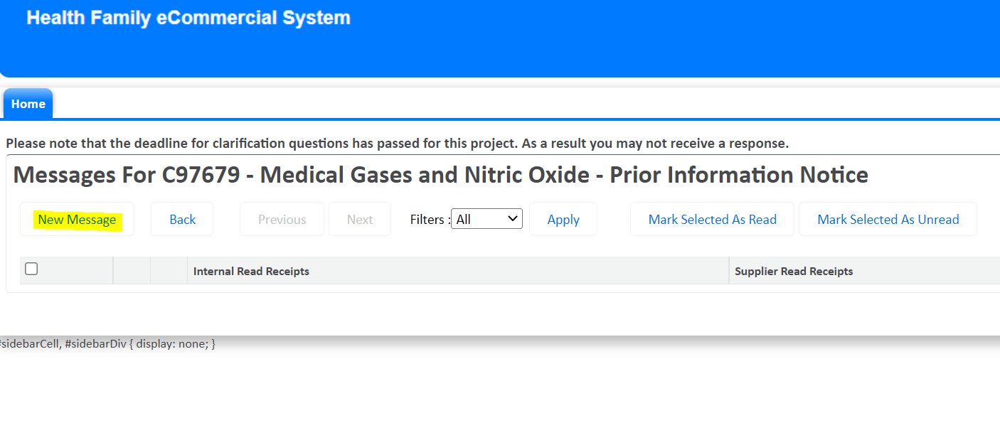 Health Family eCommercial System
Home
Please note that the deadline for clarification questions has passed for this project. As a result you may not receive a response.
Messages For C97679 - Medical Gases and Nitric Oxide - Prior Information Notice
New Message Back Previous Next Filters : All Apply Mark Selected As Read Mark Selected As Unread
Internal Read Receipts Supplier Read Receipts
#sidebarCell, #sidebarDiv { display: none; }